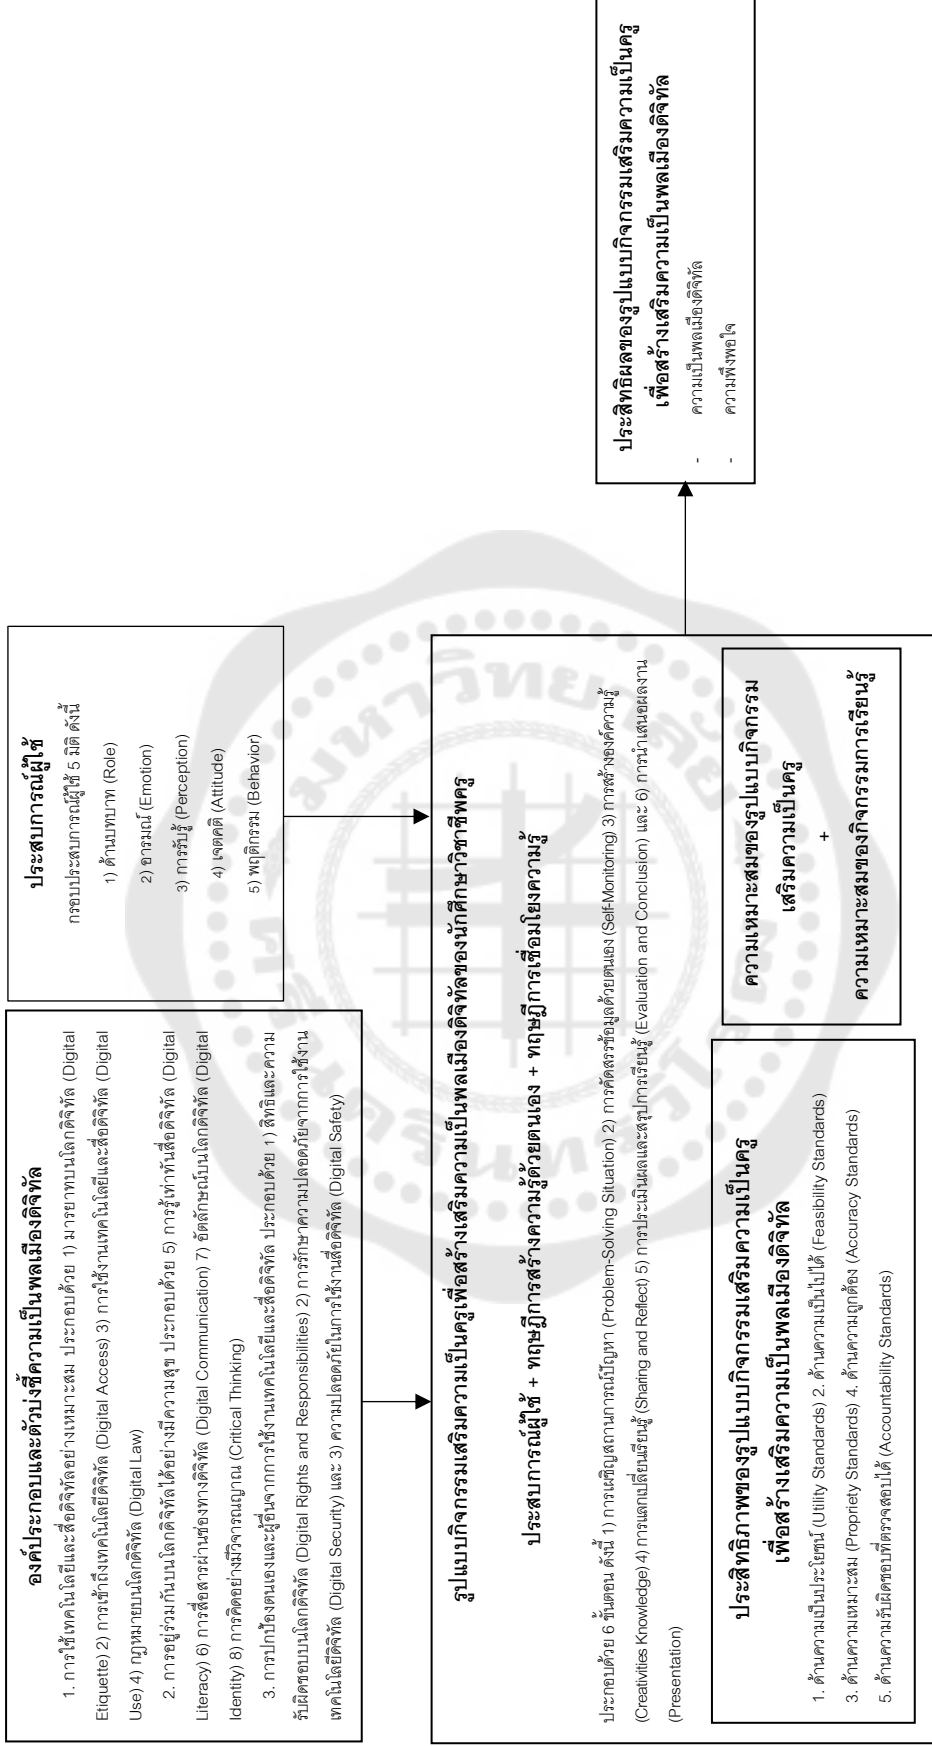 องค์ประกอบและตัวบ่งชี้ความเป็นพลเมืองดิจิทัล
1. การใช้เทคโนโลยีและสื่อดิจิทัลอย่างเหมาะสม ประกอบด้วย 1) มารยาทบนโลกดิจิทัล (Digital
Etiquette) 2) การเข้าถึงเทคโนโลยีดิจิทัล (Digital Access) 3) การใช้งานเทคโนโลยีและสื่อดิจิทัล (Digital
Use) 4) กฎหมายบนโลกดิจิทัล (Digital Law)
2. การอยู่ร่วมกันบนโลกดิจิทัลได้อย่างมีความสุข ประกอบด้วย 5) การรู้เท่าทันสื่อดิจิทัล (Digital
Literacy) 6) การสื่อสารผ่านช่องทางดิจิทัล (Digital Communication) 7) อัตลักษณ์บนโลกดิจิทัล (Digital
Identity) 8) การคิดอย่างมีวิจารณญาณ (Critical Thinking)
3. การปกป้องตนเองและผู้อื่นจากการใช้งานเทคโนโลยีและสื่อดิจิทัล ประกอบด้วย 1) สิทธิและความ
รับผิดชอบบนโลกดิจิทัล (Digital Rights and Responsibilities) 2) การรักษาความปลอดภัยจากการใช้งาน
เทคโนโลยีดิจิทัล (Digital Security) และ 3) ความปลอดภัยในการใช้งานสื่อดิจิทัล (Digital Safety)
ประสบการณ์ผู้ใช้
กรอบประสบการณ์ผู้ใช้ 5 มิติ ดังนี้
1) ด้านบทบาท (Role)
2) อารมณ์ (Emotion)
3) การรับรู้ (Perception)
4) เจตคติ (Attitude)
5) พฤติกรรม (Behavior)
รูปแบบกิจกรรมเสริมความเป็นครูเพื่อสร้างเสริมความเป็นพลเมืองดิจิทัลของนักศึกษาวิชาชีพครู
ประสบการณ์ผู้ใช้ + ทฤษฎีการสร้างความรู้ด้วยตนเอง + ทฤษฎีการเชื่อมโยงความรู้
ประกอบด้วย 6 ขั้นตอน ดังนี้ 1) การเผชิญสถานการณ์ปัญหา (Problem-Solving Situation) 2) การคัดสรรข้อมูลด้วยตนเอง (Self-Monitoring) 3) การสร้างองค์ความรู้
(Creativities Knowledge) 4) การแลกเปลี่ยนเรียนรู้ (Sharing and Reflect) 5) การประเมินผลและสรุปการเรียนรู้ (Evaluation and Conclusion) และ 6) การนำเสนอผลงาน
(Presentation)
ประสิทธิภาพของรูปแบบกิจกรรมเสริมความเป็นครู
เพื่อสร้างเสริมความเป็นพลเมืองดิจิทัล
1. ด้านความเป็นประโยชน์ (Utility Standards) 2. ด้านความเป็นไปได้ (Feasibility Standards)
3. ด้านความเหมาะสม (Propriety Standards) 4. ด้านความถูกต้อง (Accuracy Standards)
5. ด้านความรับผิดชอบที่ตรวจสอบได้ (Accountability Standards)
ความเหมาะสมของรูปแบบกิจกรรม
เสริมความเป็นครู
+
ความเหมาะสมของกิจกรรมการเรียนรู้
ประสิทธิผลของรูปแบบกิจกรรมเสริมความเป็นครู
เพื่อสร้างเสริมความเป็นพลเมืองดิจิทัล
- ความเป็นพลเมืองดิจิทัล
- ความพึงพอใจ
มหาวิทยาลัย
ศรีนครินทรวิโรฒ